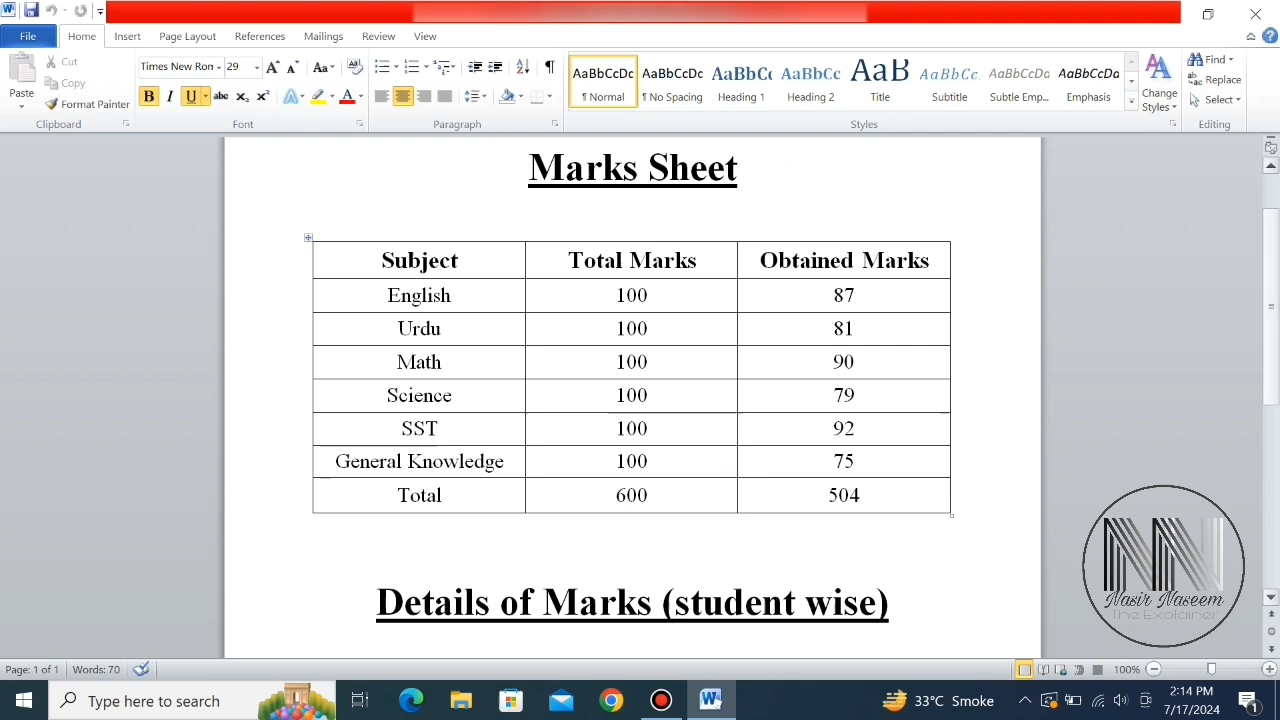 File Home Insert Page Layout References Mailings Review View
Paste
Cut
Copy
Format Painter
Clipboard
Times New Ron 29
Font
Paragraph
AaBbCcDc AaBbCcDc AaBbC AaBbCc AaB AaBbCc. AaBbCcDc AaBbCcDc
¶ Normal ¶ No Spacing Heading 1 Heading 2 Title Subtitle Subtle Emp... Emphasis
Change Styles
Styles
Find
Replace
Select
Editing
Marks Sheet
Subject Total Marks Obtained Marks
English 100 87
Urdu 100 81
Math 100 90
Science 100 79
SST 100 92
General Knowledge 100 75
Total 600 504
Details of Marks (student wise)
NN
Nasir Naseem
The Explainer
Page: 1 of 1 Words: 70 100%
Type here to search
33°C Smoke
2:14 PM
7/17/2024
1